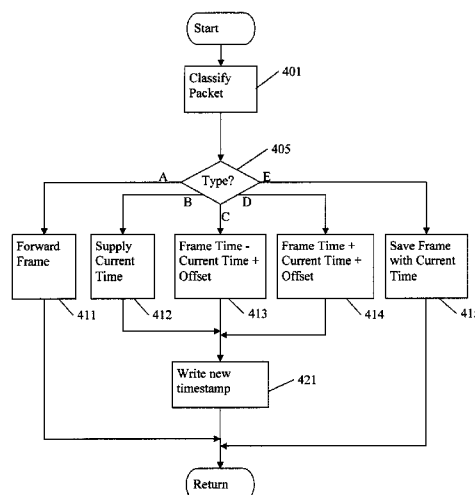 Start
Classify
Packet
401
405
Type?
A
B
C
D
E
Forward
Frame
411
Supply
Current
Time
412
Frame Time -
Current Time +
Offset
413
Frame Time +
Current Time +
Offset
414
Save Frame
with Current
Time
415
Write new
timestamp
421
Return